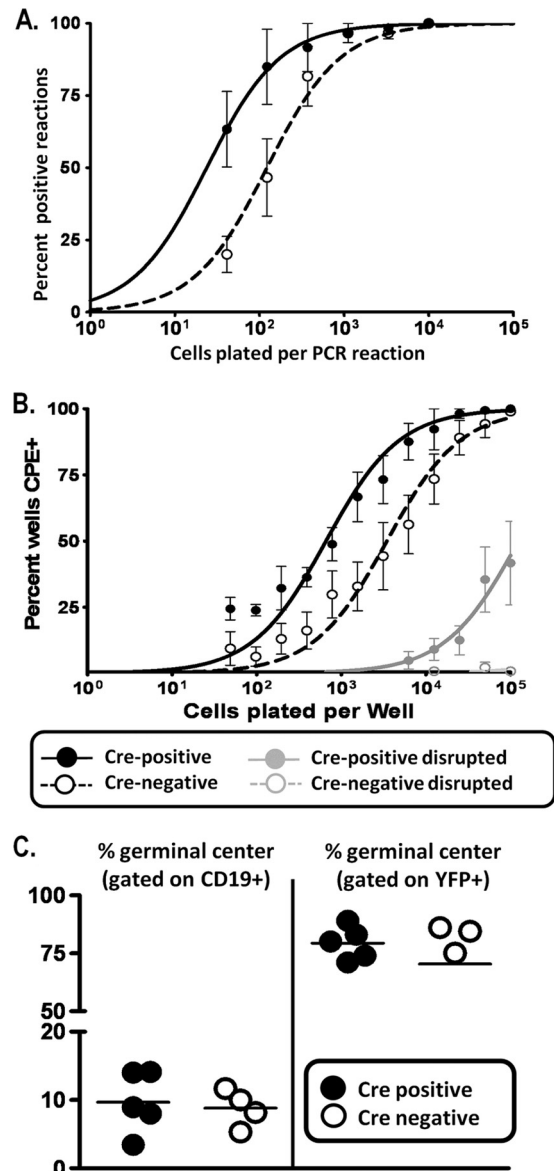 A.
100
75
50
25
0
Percent positive reactions
10⁰ 10¹ 10² 10³ 10⁴ 10⁵
Cells plated per PCR reaction
B.
100
75
50
25
Percent wells CPE+
10⁰ 10¹ 10² 10³ 10⁴ 10⁵
Cells plated per Well
Cre-positive Cre-positive disrupted
Cre-negative Cre-negative disrupted
C.
% germinal center
(gated on CD19+)
% germinal center
(gated on YFP+)
100
75
50
20
10
0
Cre positive
Cre negative